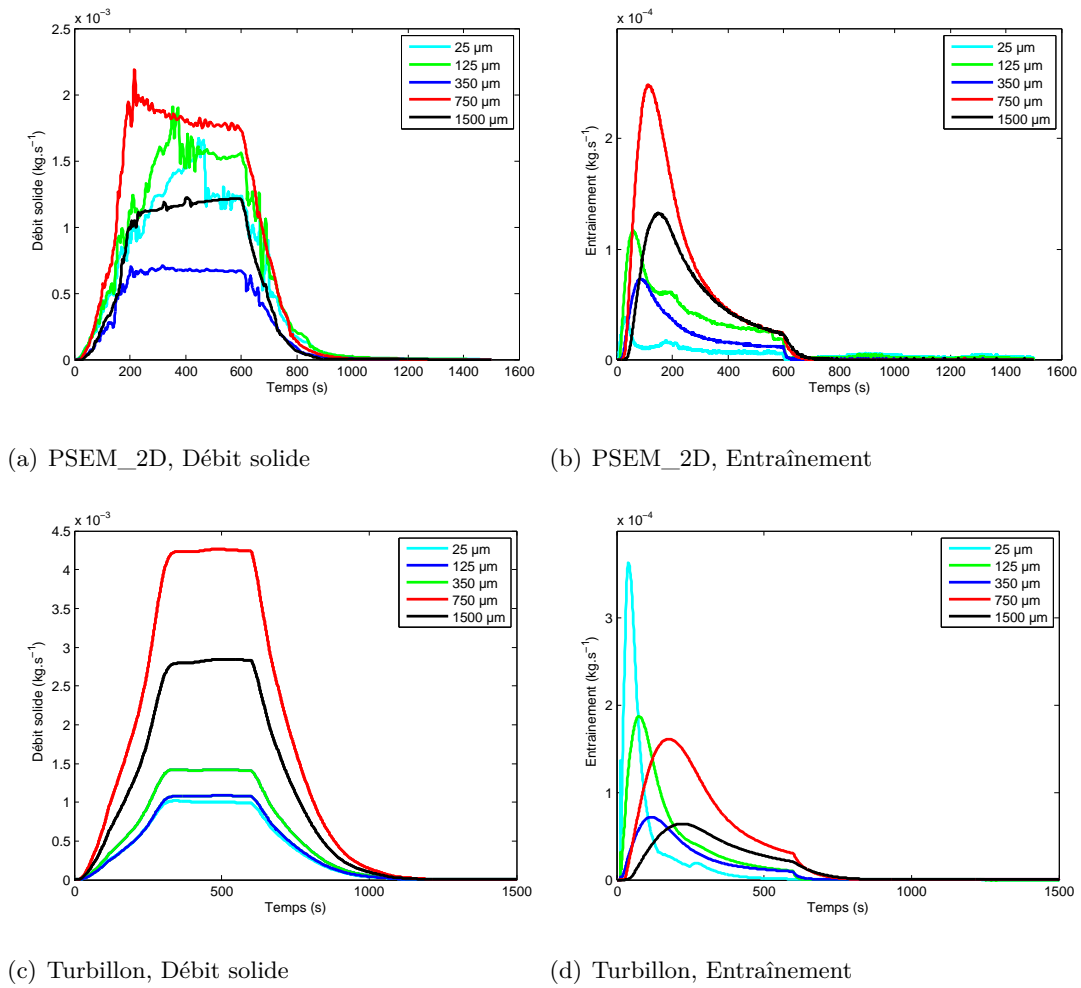 x 10⁻³
2.5
2
1.5
1
0.5
0
0 200 400 600 800 1000 1200 1400 1600
Temps (s)
Débit solide (kg.s⁻¹)
25 µm
125 µm
350 µm
750 µm
1500 µm
x 10⁻⁴
2
1
0
0 200 400 600 800 1000 1200 1400 1600
Temps (s)
Entrainement (kg.s⁻¹)
25 µm
125 µm
350 µm
750 µm
1500 µm
(a) PSEM_2D, Débit solide
(b) PSEM_2D, Entraînement
x 10⁻³
4.5
4
3.5
3
2.5
2
1.5
1
0.5
0
0 500 1000 1500
Temps (s)
Débit solide (kg.s⁻¹)
25 µm
125 µm
350 µm
750 µm
1500 µm
x 10⁻⁴
3
2
1
0
0 500 1000 1500
Temps (s)
Entrainement (kg.s⁻¹)
25 µm
125 µm
350 µm
750 µm
1500 µm
(c) Turbillon, Débit solide
(d) Turbillon, Entraînement